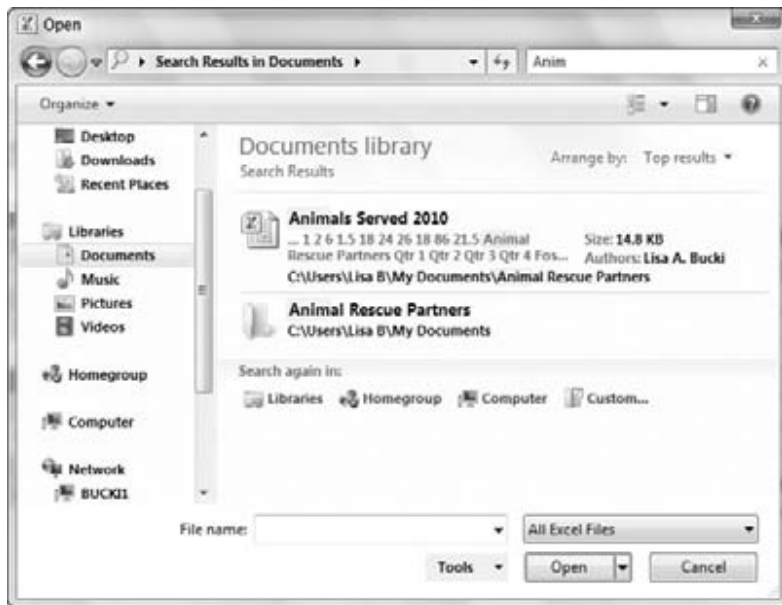 Open
Search Results in Documents
Anim
Organize
Desktop
Downloads
Recent Places
Libraries
Documents
Music
Pictures
Videos
Homegroup
Computer
Network
BUCKI1
Documents library
Search Results
Arrange by: Top results
Animals Served 2010
... 1 2 6 1.5 18 24 26 18 86 21.5 Animal
Rescue Partners Qtr 1 Qtr 2 Qtr 3 Qtr 4 Fos...
Size: 14.8 KB
Authors: Lisa A. Bucki
C:\Users\Lisa B\My Documents\Animal Rescue Partners
Animal Rescue Partners
C:\Users\Lisa B\My Documents
Search again in:
Libraries Homegroup Computer Custom...
File name:
All Excel Files
Tools Open Cancel